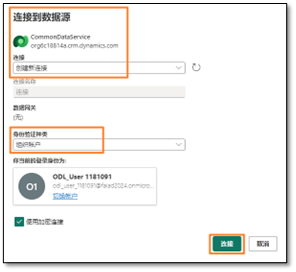 连接到数据源
CommonDataService
org6c18814a.crm.dynamics.com
连接
创建新连接
连接名称
连接
数据网关
(无)
身份验证种类
组织帐户
你当前的登录身份为:
O1
ODL_User 1181091
odl_user_1181091@faiad2024.onmicro...
切换帐户
使用加密连接
连接
取消